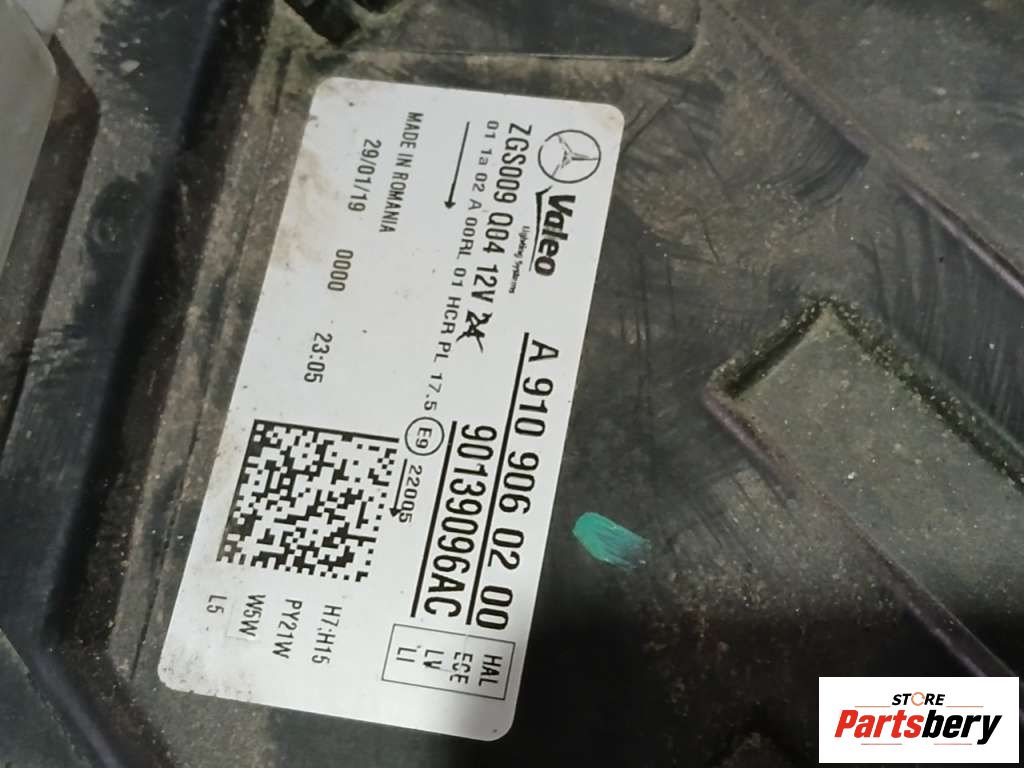 Valeo
Lighting Systems
A 910 906 02 00
ZGS009 Q04 12V
90139096AC
01 1a 02 A 00RL 01 HCR PL 17.5 E9 22005
HAL
ECE
LV
LI
MADE IN ROMANIA
29/01/19 0000 23:05
H7:H15
PY21W
W5W
L5
STORE
Partsbery